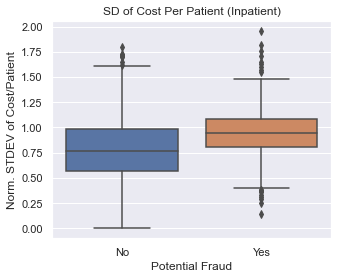 SD of Cost Per Patient (Inpatient)
Norm. STDEV of Cost/Patient
2.00
1.75
1.50
1.25
1.00
0.75
0.50
0.25
0.00
No Yes
Potential Fraud